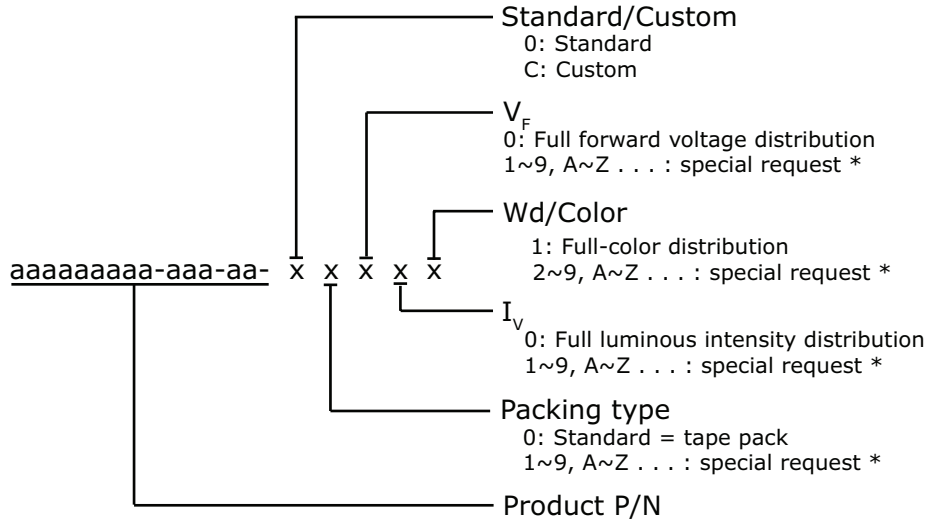 Standard/Custom
0: Standard
C: Custom
VF
0: Full forward voltage distribution
1~9, A~Z . . . : special request *
Wd/Color
1: Full-color distribution
2~9, A~Z . . . : special request *
aaaaaaaaa-aaa-aa- x x x x x
IV
0: Full luminous intensity distribution
1~9, A~Z . . . : special request *
Packing type
0: Standard = tape pack
1~9, A~Z . . . : special request *
Product P/N